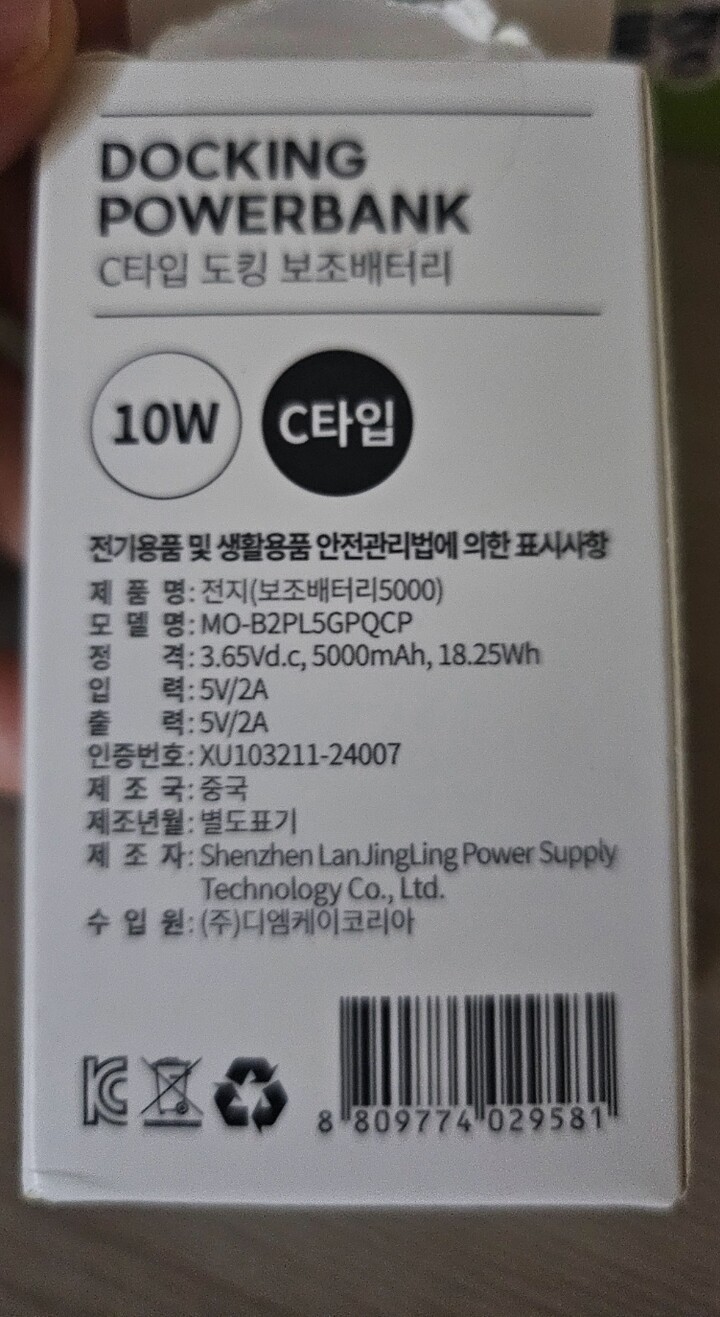 DOCKING
POWERBANK
C타입 도킹 보조배터리
10W
C타입
전기용품 및 생활용품 안전관리법에 의한 표시사항
제 품 명: 전지(보조배터리5000)
모 델 명: MO-B2PL5GPQCP
정 격: 3.65Vd.c, 5000mAh, 18.25Wh
입 력: 5V/2A
출 력: 5V/2A
인증번호: XU103211-24007
제 조 국: 중국
제조년월: 별도표기
제 조 자: Shenzhen LanJingLing Power Supply
Technology Co., Ltd.
수 입 원: (주)디엠케이코리아
8 809774 029581